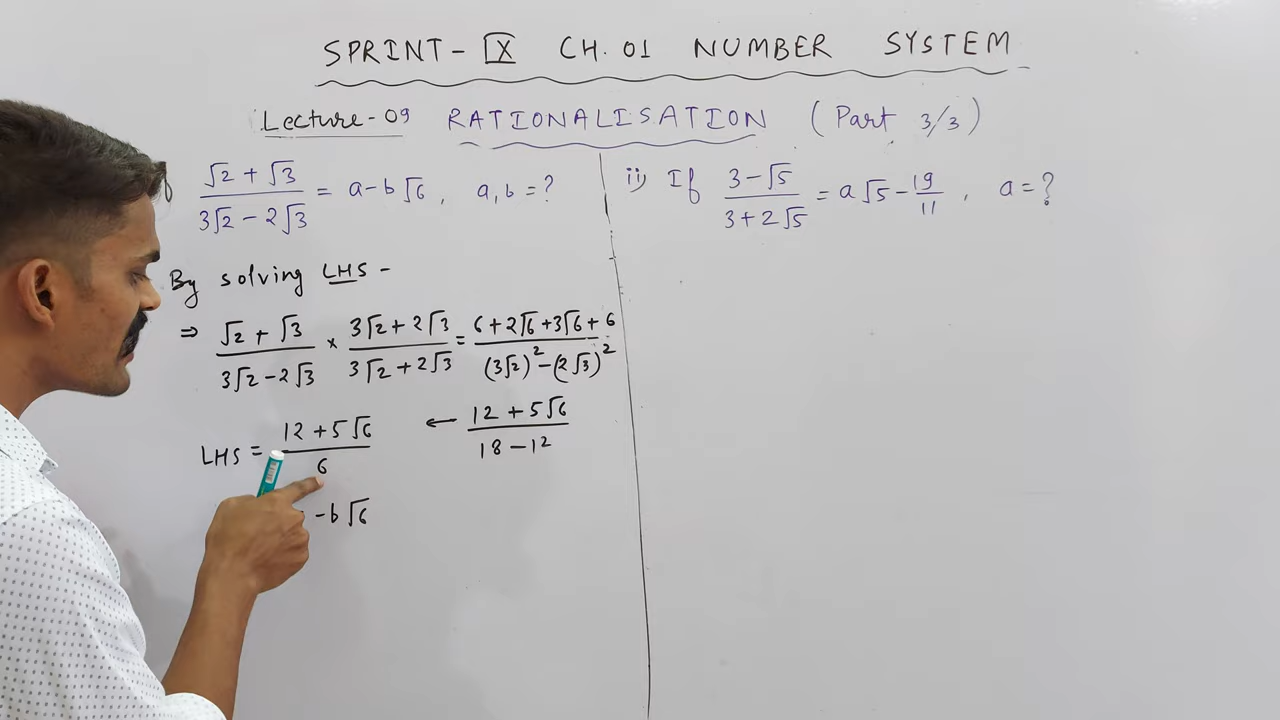 SPRINT-IX CH.01 NUMBER SYSTEM
Lecture-09 RATIONALISATION (Part 3/3)
(√2 + √3)/(3√2 − 2√3) = a − b√6, a,b = ?
By solving LHS -
⇒ (√2 + √3)/(3√2 − 2√3) × (3√2 + 2√3)/(3√2 + 2√3) = (6 + 2√6 + 3√6 + 6)/((3√2)² − (2√3)²)
← (12 + 5√6)/(18 − 12)
LHS = (12 + 5√6)/6
− b√6
ii) If (3 − √5)/(3 + 2√5) = a√5 − 19/11, a = ?